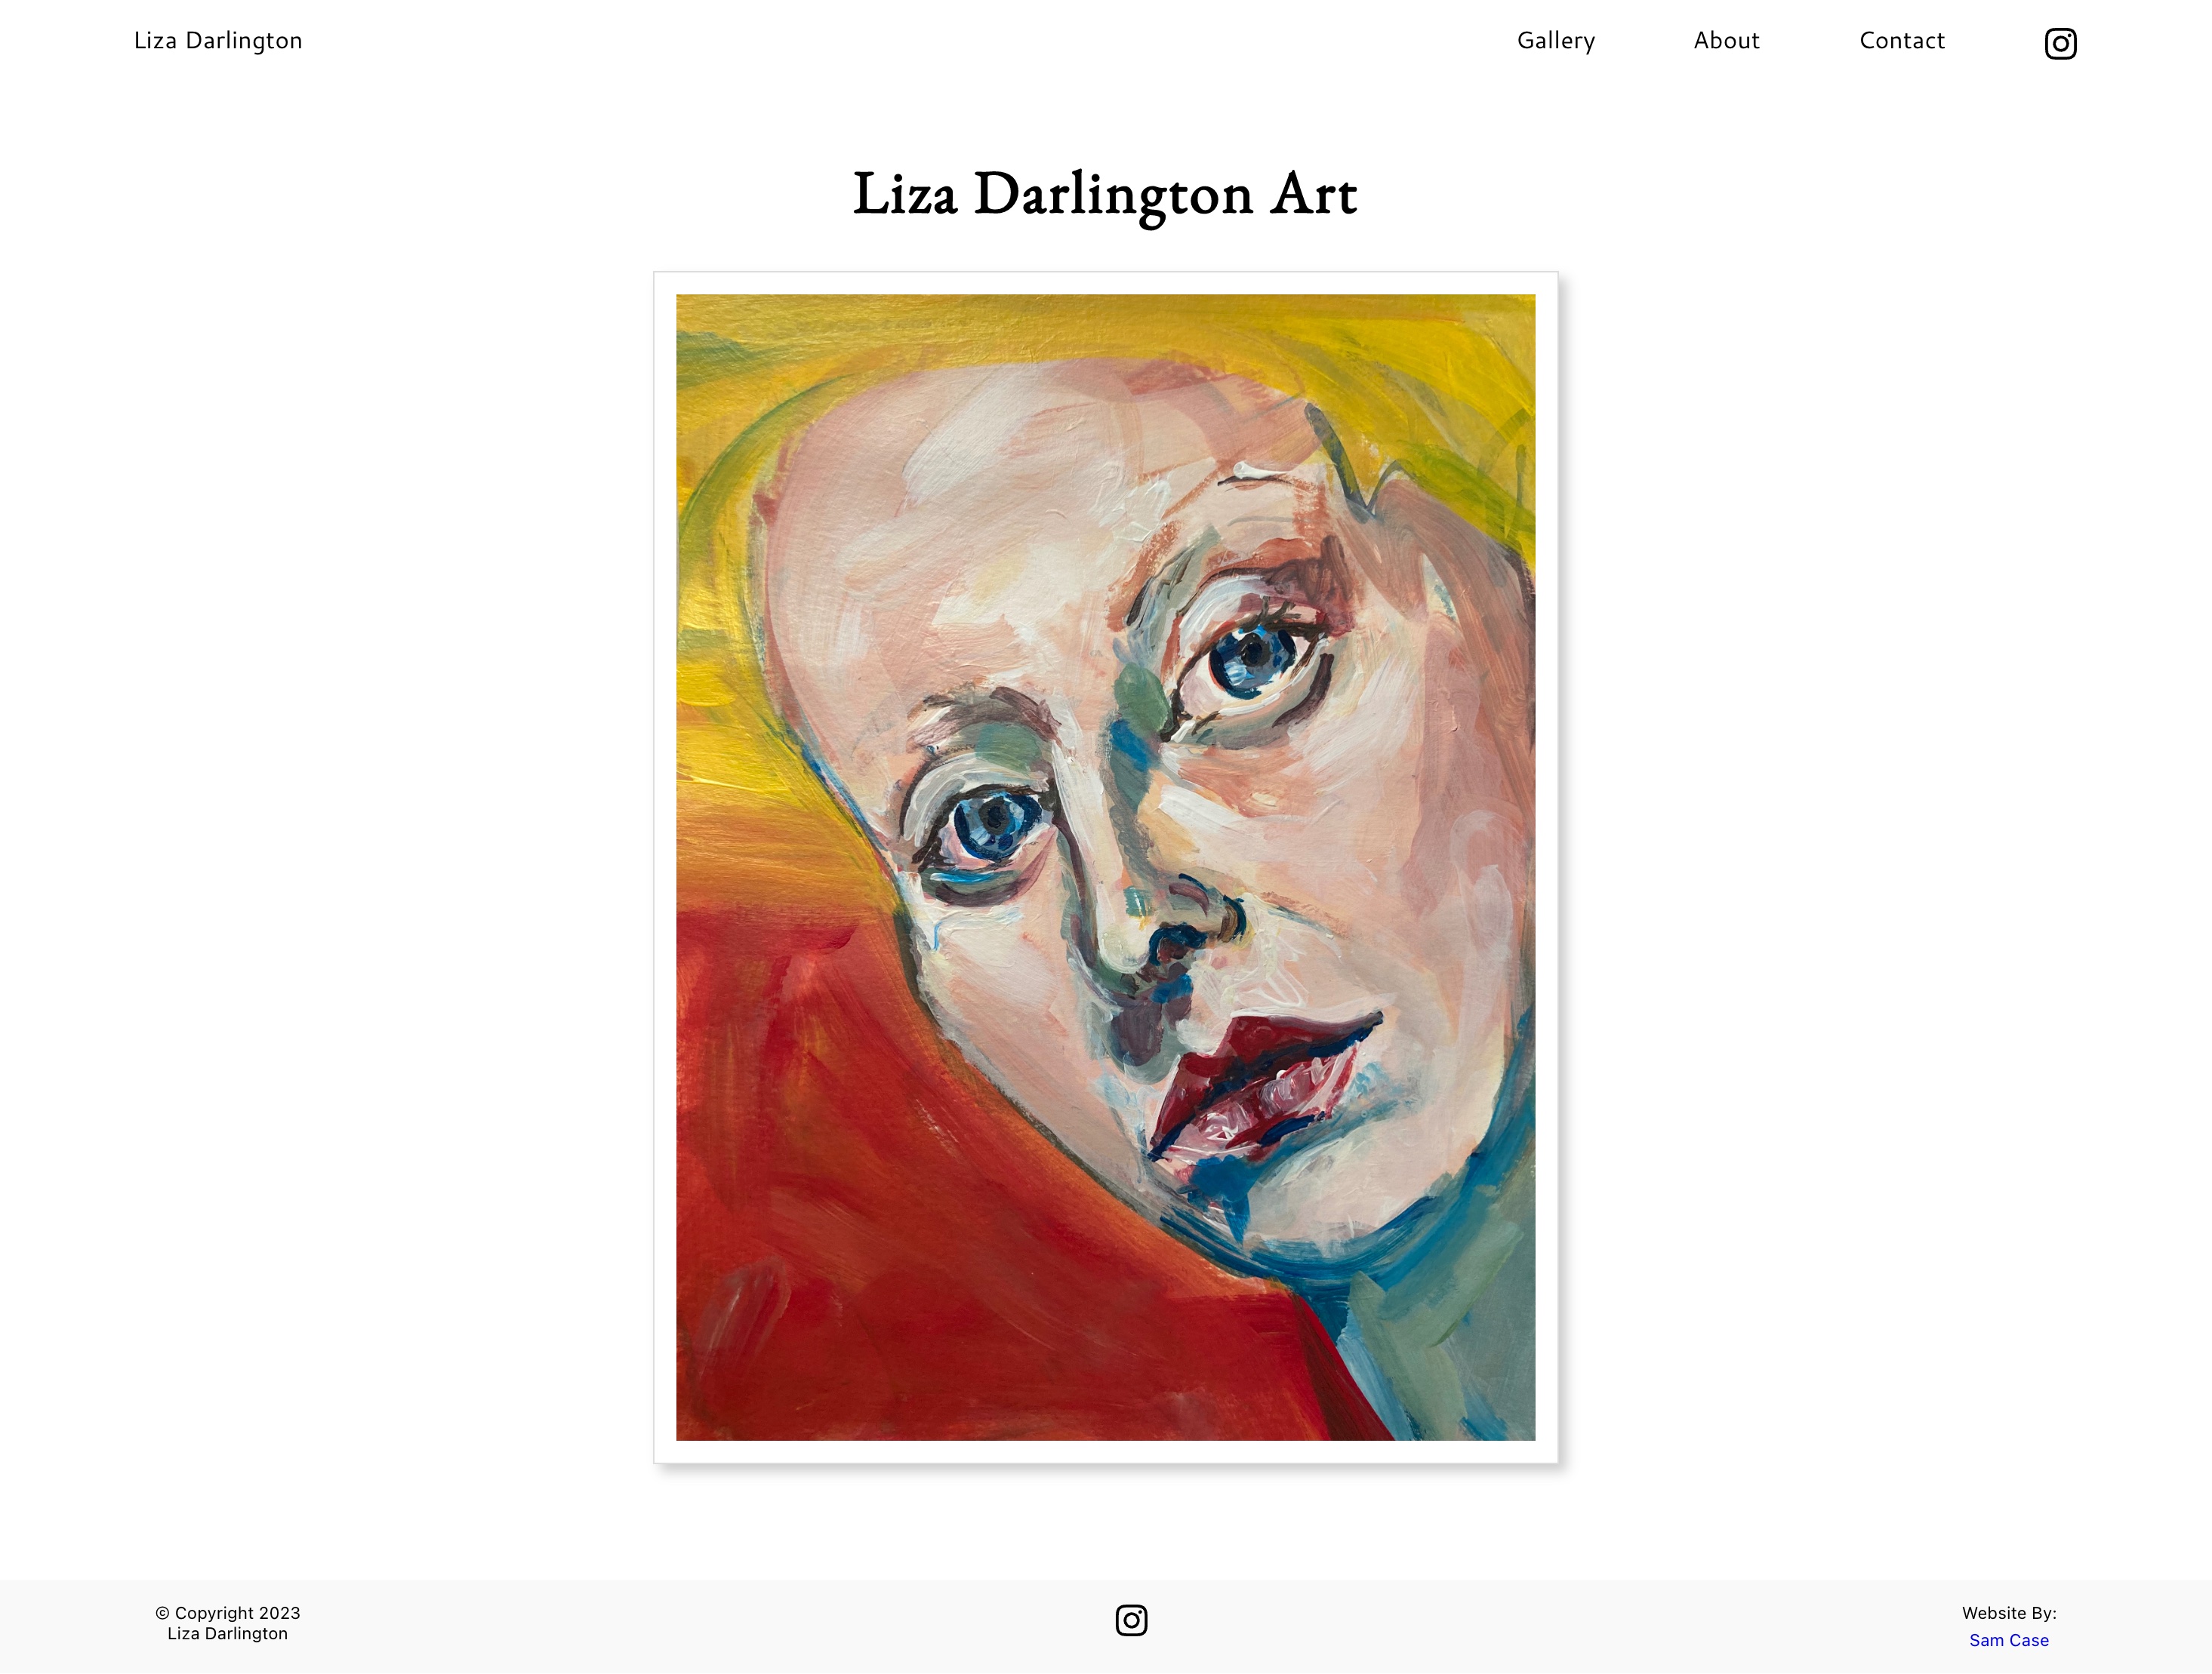 Liza Darlington
Gallery
About
Contact
Liza Darlington Art
© Copyright 2023
Liza Darlington
Website By:
Sam Case